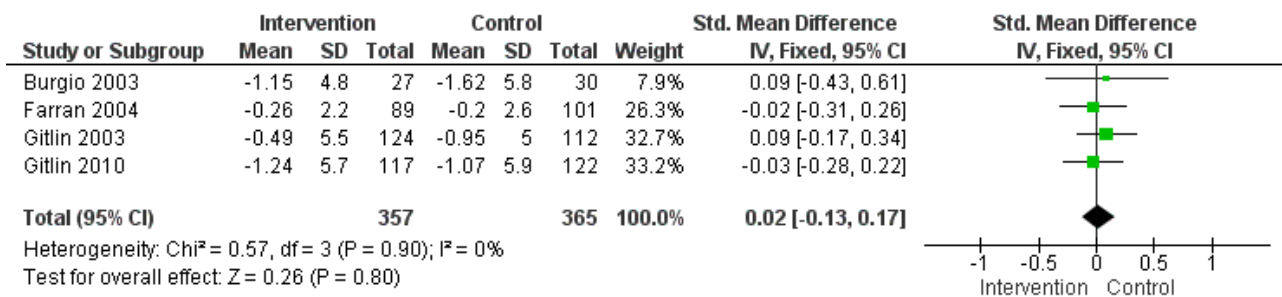 Intervention Control Std. Mean Difference Std. Mean Difference
Study or Subgroup Mean SD Total Mean SD Total Weight IV, Fixed, 95% CI IV, Fixed, 95% CI
Burgio 2003 -1.15 4.8 27 -1.62 5.8 30 7.9% 0.09 [-0.43, 0.61]
Farran 2004 -0.26 2.2 89 -0.2 2.6 101 26.3% -0.02 [-0.31, 0.26]
Gitlin 2003 -0.49 5.5 124 -0.95 5 112 32.7% 0.09 [-0.17, 0.34]
Gitlin 2010 -1.24 5.7 117 -1.07 5.9 122 33.2% -0.03 [-0.28, 0.22]
Total (95% CI) 357 365 100.0% 0.02 [-0.13, 0.17]
Heterogeneity: Chi² = 0.57, df = 3 (P = 0.90); I² = 0%
Test for overall effect: Z = 0.26 (P = 0.80)
-1 -0.5 0 0.5 1
Intervention Control